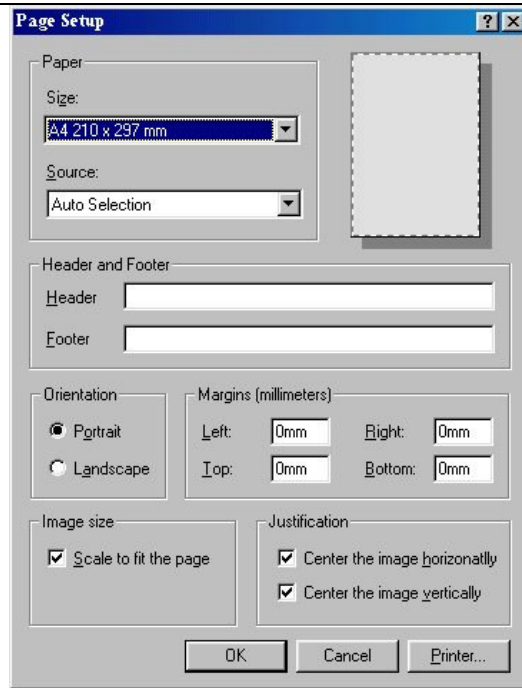 Page Setup
Paper
Size:
A4 210 x 297 mm
Source:
Auto Selection
Header and Footer
Header
Footer
Orientation
Portrait
Landscape
Margins (millimeters)
Left: 0mm Right: 0mm
Top: 0mm Bottom: 0mm
Image size
Scale to fit the page
Justification
Center the image horizonatlly
Center the image vertically
OK Cancel Printer...